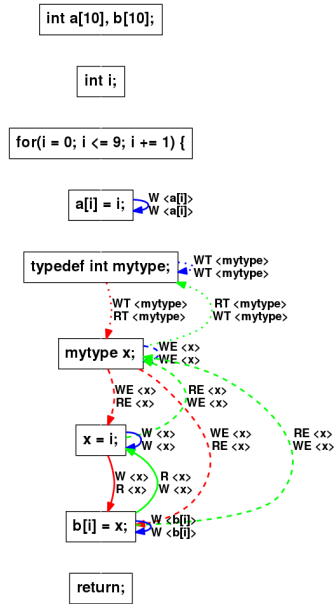 int a[10], b[10];
int i;
for(i = 0; i <= 9; i += 1) {
a[i] = i;
W <a[i]>
W <a[i]>
typedef int mytype;
WT <mytype>
WT <mytype>
WT <mytype>
RT <mytype>
RT <mytype>
WT <mytype>
mytype x;
WE <x>
WE <x>
WE <x>
RE <x>
RE <x>
WE <x>
x = i;
W <x>
W <x>
WE <x>
RE <x>
RE <x>
WE <x>
W <x>
R <x>
R <x>
W <x>
b[i] = x;
W <b[i]>
W <b[i]>
return;